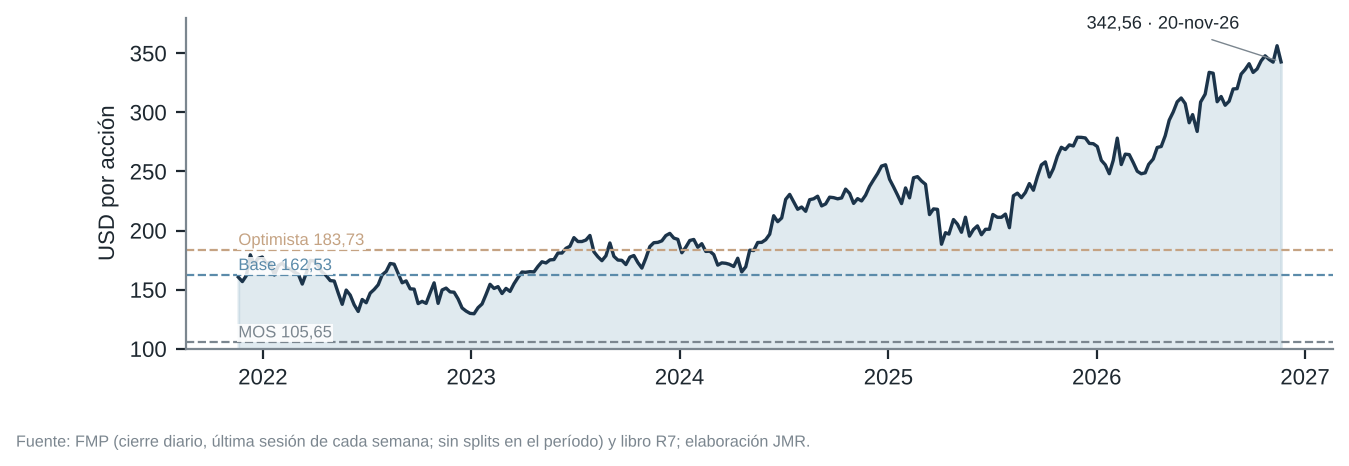 342,56 · 20-nov-26
USD por acción
350
300
250
200
150
100
Optimista 183,73
Base 162,53
MOS 105,65
2022
2023
2024
2025
2026
2027
Fuente: FMP (cierre diario, última sesión de cada semana; sin splits en el período) y libro R7; elaboración JMR.